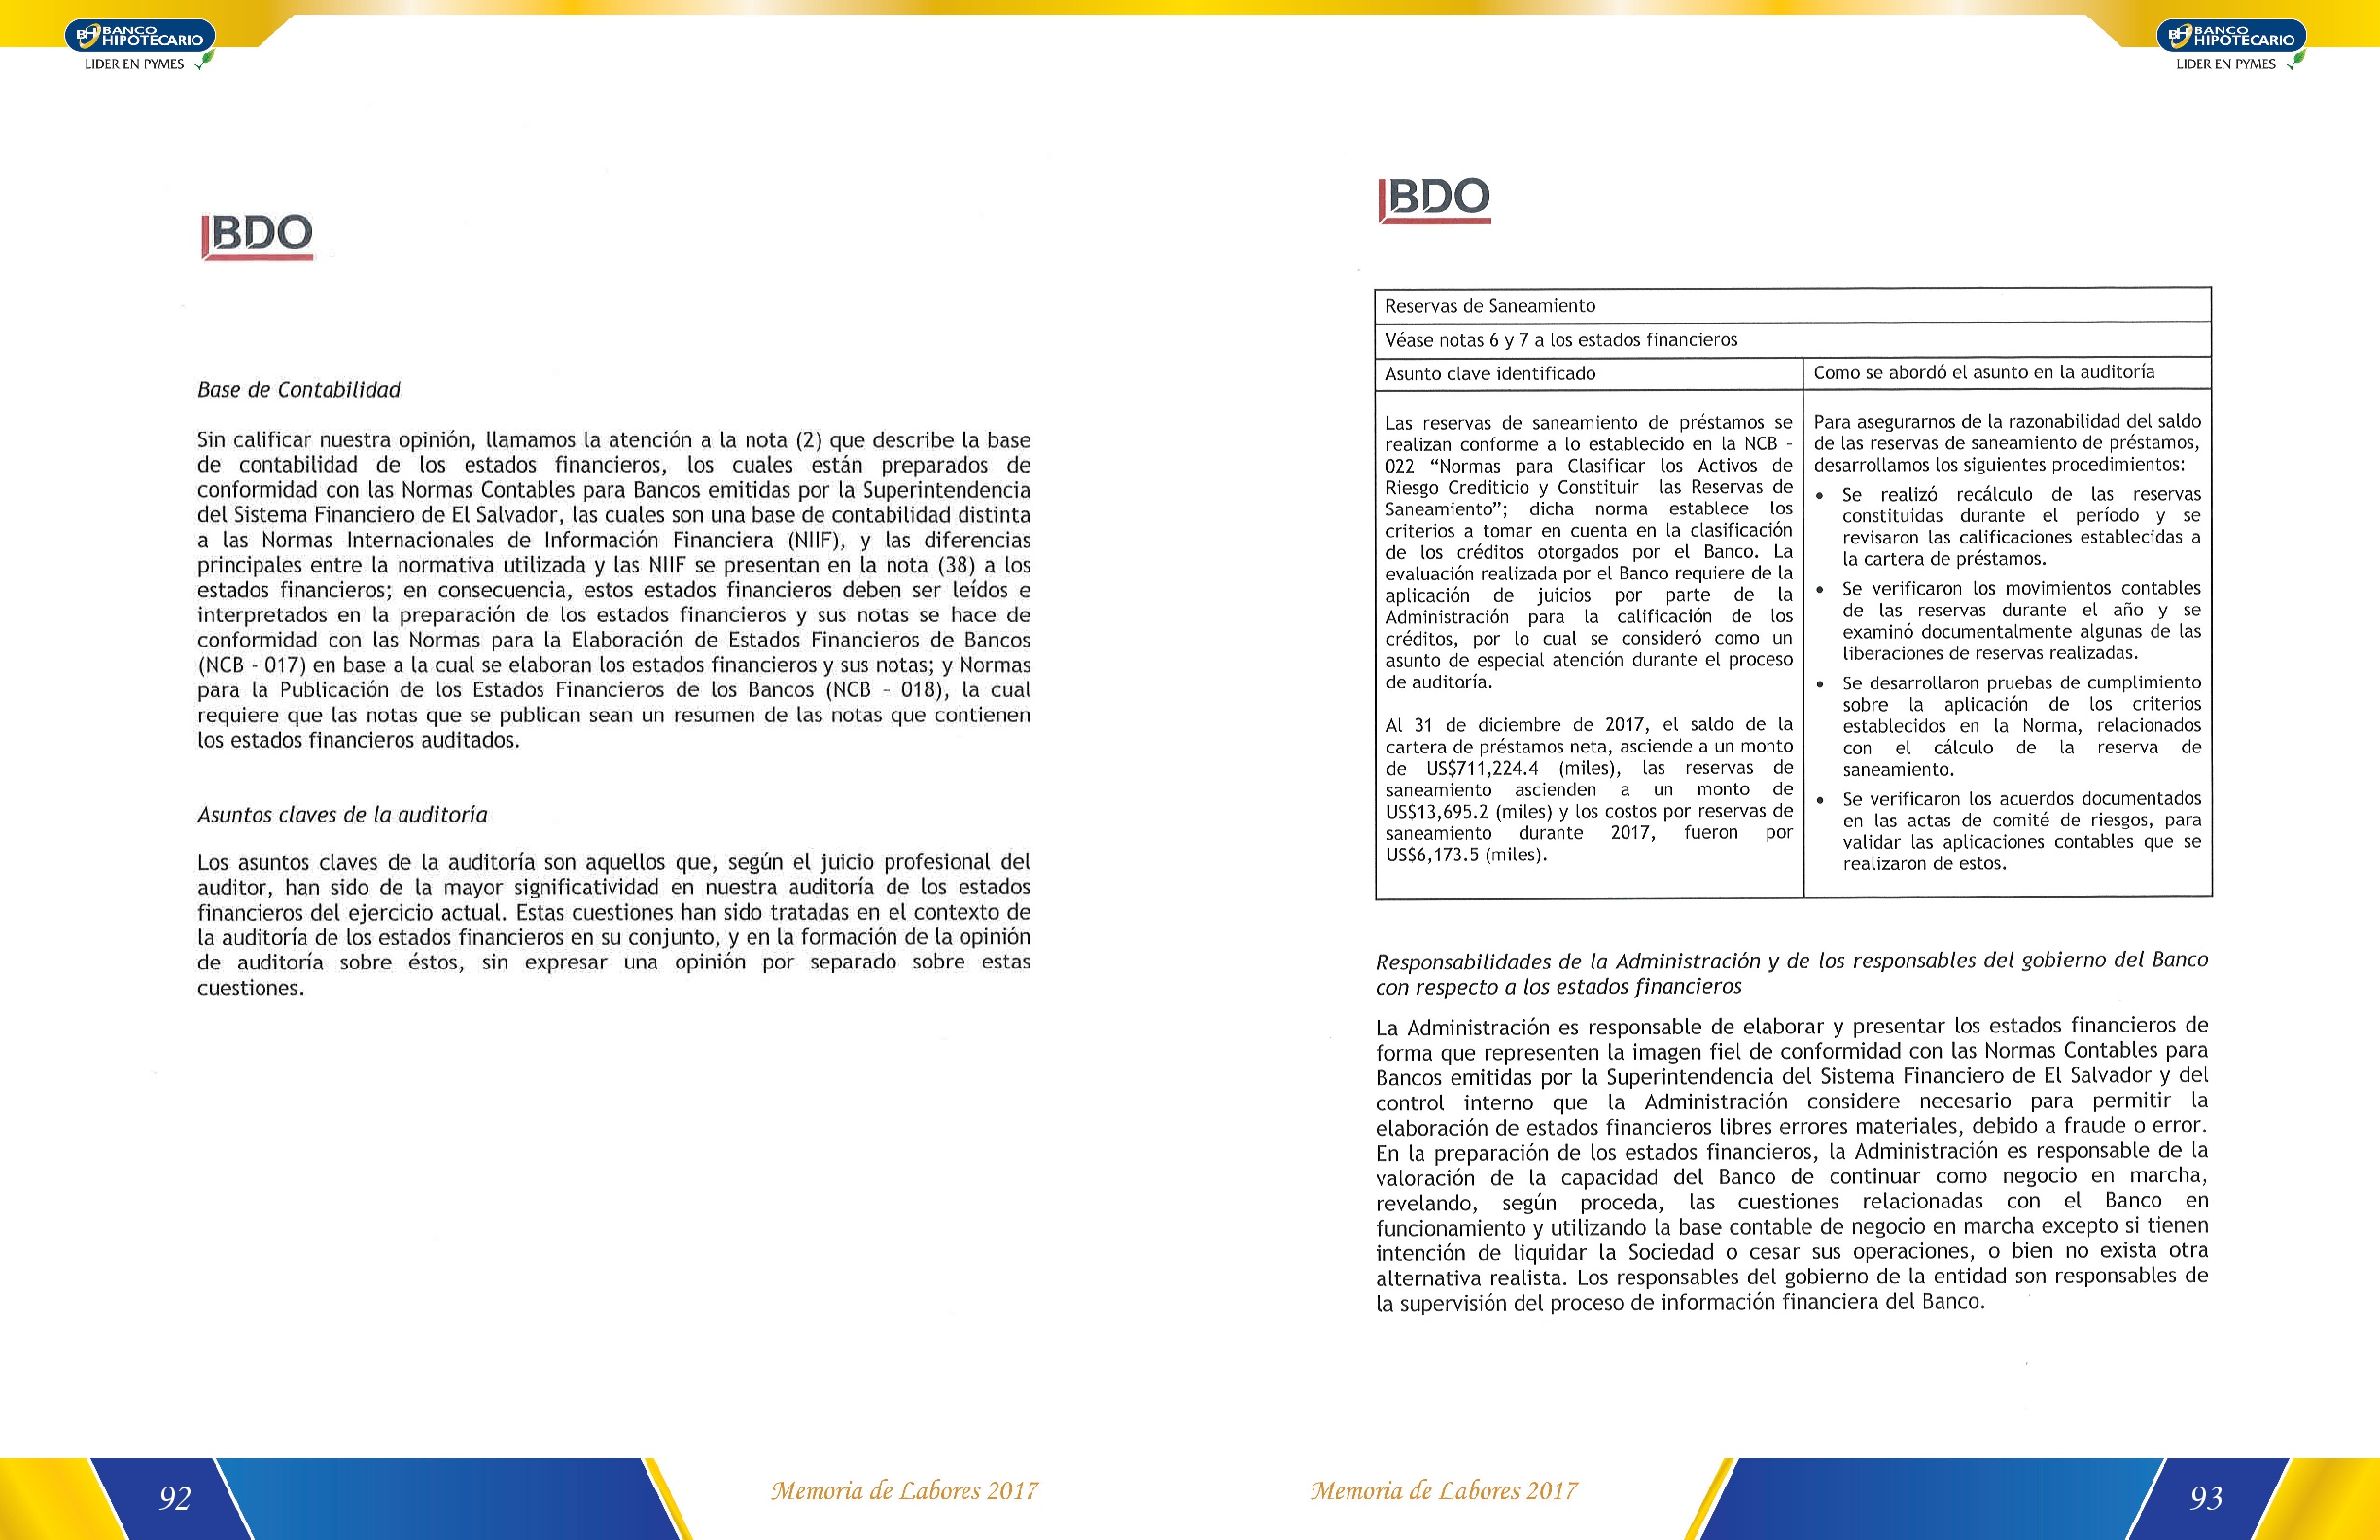 BH BANCO
HIPOTECARIO
LIDER EN PYMES
BDO
Base de Contabilidad
Sin calificar nuestra opinión, llamamos la atención a la nota (2) que describe la base
de contabilidad de los estados financieros, los cuales están preparados de
conformidad con las Normas Contables para Bancos emitidas por la Superintendencia
del Sistema Financiero de El Salvador, las cuales son una base de contabilidad distinta
a las Normas Internacionales de Información Financiera (NIIF), y las diferencias
principales entre la normativa utilizada y las NIIF se presentan en la nota (38) a los
estados financieros; en consecuencia, estos estados financieros deben ser leídos e
interpretados en la preparación de los estados financieros y sus notas se hace de
conformidad con las Normas para la Elaboración de Estados Financieros de Bancos
(NCB - 017) en base a la cual se elaboran los estados financieros y sus notas; y Normas
para la Publicación de los Estados Financieros de los Bancos (NCB - 018), la cual
requiere que las notas que se publican sean un resumen de las notas que contienen
los estados financieros auditados.
Asuntos claves de la auditoría
Los asuntos claves de la auditoría son aquellos que, según el juicio profesional del
auditor, han sido de la mayor significatividad en nuestra auditoría de los estados
financieros del ejercicio actual. Estas cuestiones han sido tratadas en el contexto de
la auditoría de los estados financieros en su conjunto, y en la formación de la opinión
de auditoría sobre éstos, sin expresar una opinión por separado sobre estas
cuestiones.
92
Memoria de Labores 2017
BH BANCO
HIPOTECARIO
LIDER EN PYMES
BDO
Reservas de Saneamiento
Véase notas 6 y 7 a los estados financieros
Asunto clave identificado
Como se abordó el asunto en la auditoría
Las reservas de saneamiento de préstamos se
realizan conforme a lo establecido en la NCB -
022 “Normas para Clasificar los Activos de
Riesgo Crediticio y Constituir las Reservas de
Saneamiento”; dicha norma establece los
criterios a tomar en cuenta en la clasificación
de los créditos otorgados por el Banco. La
evaluación realizada por el Banco requiere de la
aplicación de juicios por parte de la
Administración para la calificación de los
créditos, por lo cual se consideró como un
asunto de especial atención durante el proceso
de auditoría.
Al 31 de diciembre de 2017, el saldo de la
cartera de préstamos neta, asciende a un monto
de US$711,224.4 (miles), las reservas de
saneamiento ascienden a un monto de
US$13,695.2 (miles) y los costos por reservas de
saneamiento durante 2017, fueron por
US$6,173.5 (miles).
Para asegurarnos de la razonabilidad del saldo
de las reservas de saneamiento de préstamos,
desarrollamos los siguientes procedimientos:
• Se realizó recálculo de las reservas
constituidas durante el período y se
revisaron las calificaciones establecidas a
la cartera de préstamos.
• Se verificaron los movimientos contables
de las reservas durante el año y se
examinó documentalmente algunas de las
liberaciones de reservas realizadas.
• Se desarrollaron pruebas de cumplimiento
sobre la aplicación de los criterios
establecidos en la Norma, relacionados
con el cálculo de la reserva de
saneamiento.
• Se verificaron los acuerdos documentados
en las actas de comité de riesgos, para
validar las aplicaciones contables que se
realizaron de estos.
Responsabilidades de la Administración y de los responsables del gobierno del Banco
con respecto a los estados financieros
La Administración es responsable de elaborar y presentar los estados financieros de
forma que representen la imagen fiel de conformidad con las Normas Contables para
Bancos emitidas por la Superintendencia del Sistema Financiero de El Salvador y del
control interno que la Administración considere necesario para permitir la
elaboración de estados financieros libres errores materiales, debido a fraude o error.
En la preparación de los estados financieros, la Administración es responsable de la
valoración de la capacidad del Banco de continuar como negocio en marcha,
revelando, según proceda, las cuestiones relacionadas con el Banco en
funcionamiento y utilizando la base contable de negocio en marcha excepto si tienen
intención de liquidar la Sociedad o cesar sus operaciones, o bien no exista otra
alternativa realista. Los responsables del gobierno de la entidad son responsables de
la supervisión del proceso de información financiera del Banco.
Memoria de Labores 2017
93